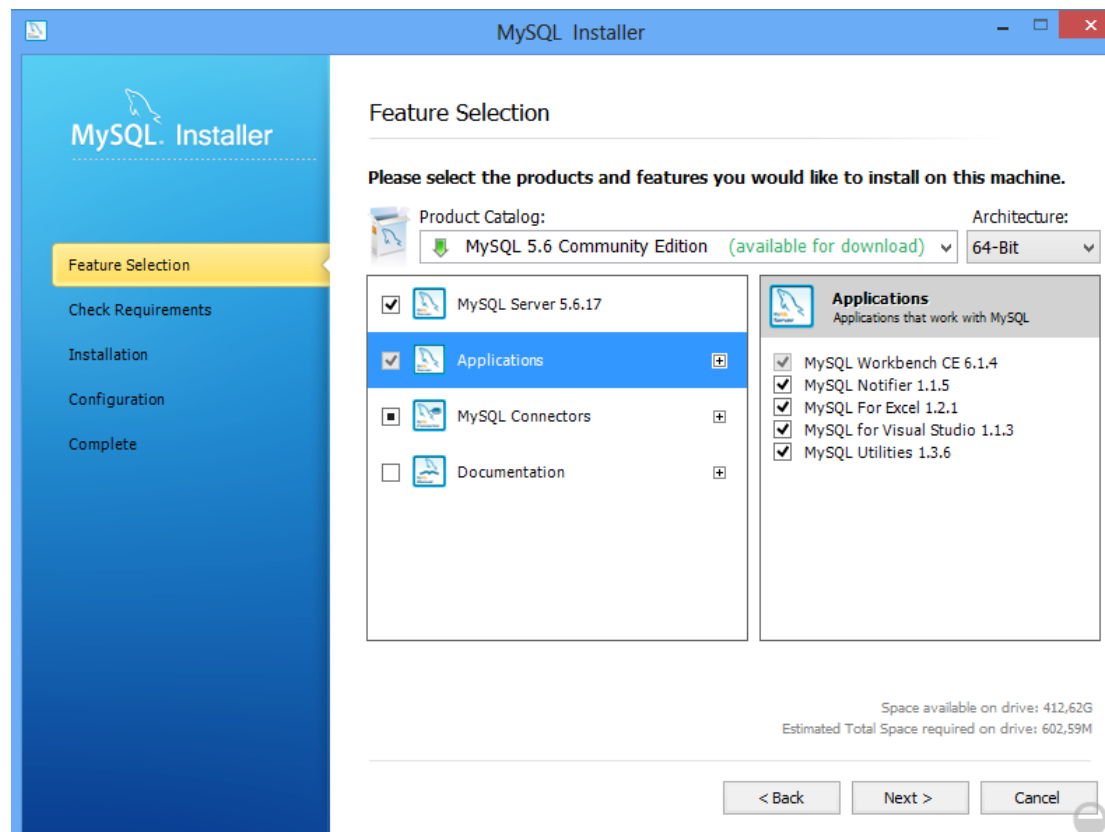 MySQL Installer
MySQL. Installer
Feature Selection
Check Requirements
Installation
Configuration
Complete
Feature Selection
Please select the products and features you would like to install on this machine.
Product Catalog:
Architecture:
MySQL 5.6 Community Edition (available for download)
64-Bit
MySQL Server 5.6.17
Applications
MySQL Connectors
Documentation
Applications
Applications that work with MySQL
MySQL Workbench CE 6.1.4
MySQL Notifier 1.1.5
MySQL For Excel 1.2.1
MySQL for Visual Studio 1.1.3
MySQL Utilities 1.3.6
Space available on drive: 412,62G
Estimated Total Space required on drive: 602,59M
< Back
Next >
Cancel